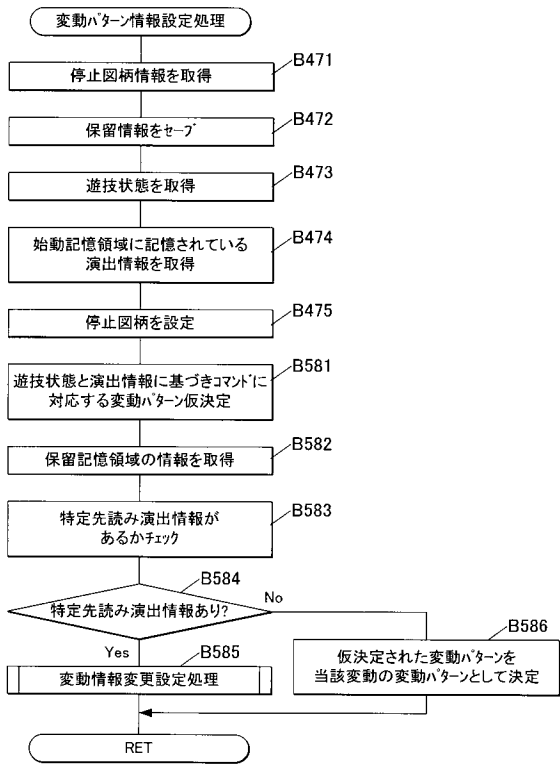 変動パターン情報設定処理
B471
停止図柄情報を取得
B472
保留情報をセーブ
B473
遊技状態を取得
B474
始動記憶領域に記憶されている
演出情報を取得
B475
停止図柄を設定
B581
遊技状態と演出情報に基づきコマンドに
対応する変動パターン仮決定
B582
保留記憶領域の情報を取得
B583
特定先読み演出情報が
あるかチェック
B584
特定先読み演出情報あり?
No
Yes
B585
変動情報変更設定処理
B586
仮決定された変動パターンを
当該変動の変動パターンとして決定
RET